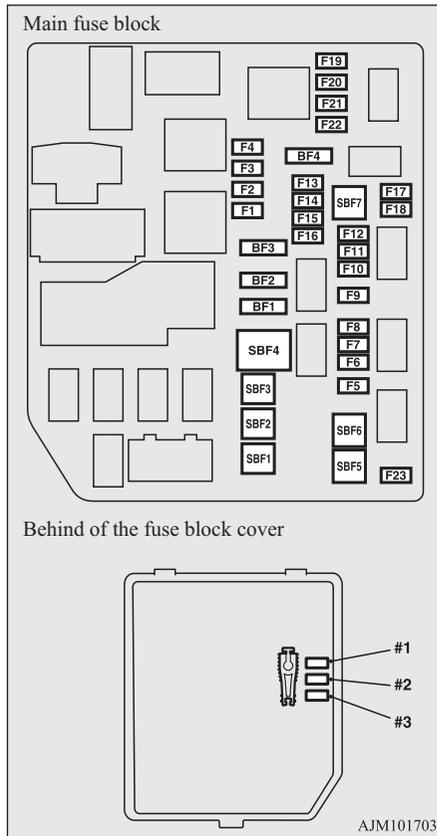 Main fuse block
F19
F20
F21
F22
F4
F3
F2
F1
BF4
F13
F14
F15
F16
SBF7
F17
F18
BF3
F12
F11
F10
BF2
BF1
F9
SBF4
F8
F7
F6
F5
SBF3
SBF2
SBF1
SBF6
SBF5
F23
Behind of the fuse block cover
#1
#2
#3
AJM101703